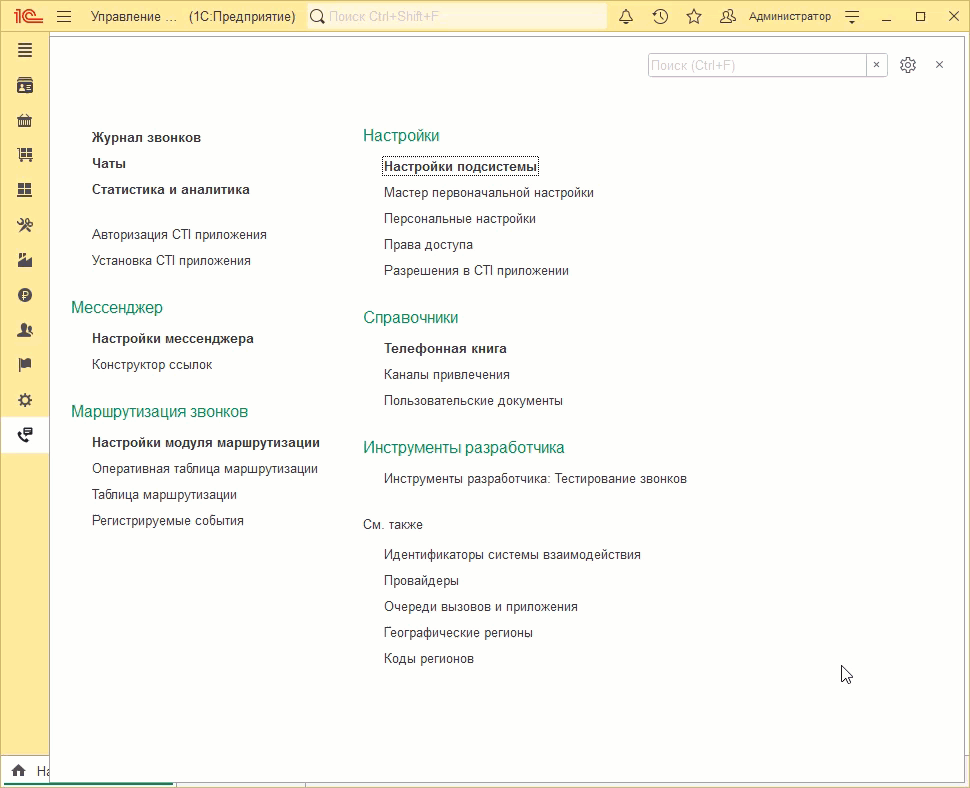 1С Управление ... (1С:Предприятие) Поиск Ctrl+Shift+F Администратор
Поиск (Ctrl+F)
Журнал звонков
Чаты
Статистика и аналитика
Авторизация CTI приложения
Установка CTI приложения
Мессенджер
Настройки мессенджера
Конструктор ссылок
Маршрутизация звонков
Настройки модуля маршрутизации
Оперативная таблица маршрутизации
Таблица маршрутизации
Регистрируемые события
Настройки
Настройки подсистемы
Мастер первоначальной настройки
Персональные настройки
Права доступа
Разрешения в CTI приложении
Справочники
Телефонная книга
Каналы привлечения
Пользовательские документы
Инструменты разработчика
Инструменты разработчика: Тестирование звонков
См. также
Идентификаторы системы взаимодействия
Провайдеры
Очереди вызовов и приложения
Географические регионы
Коды регионов